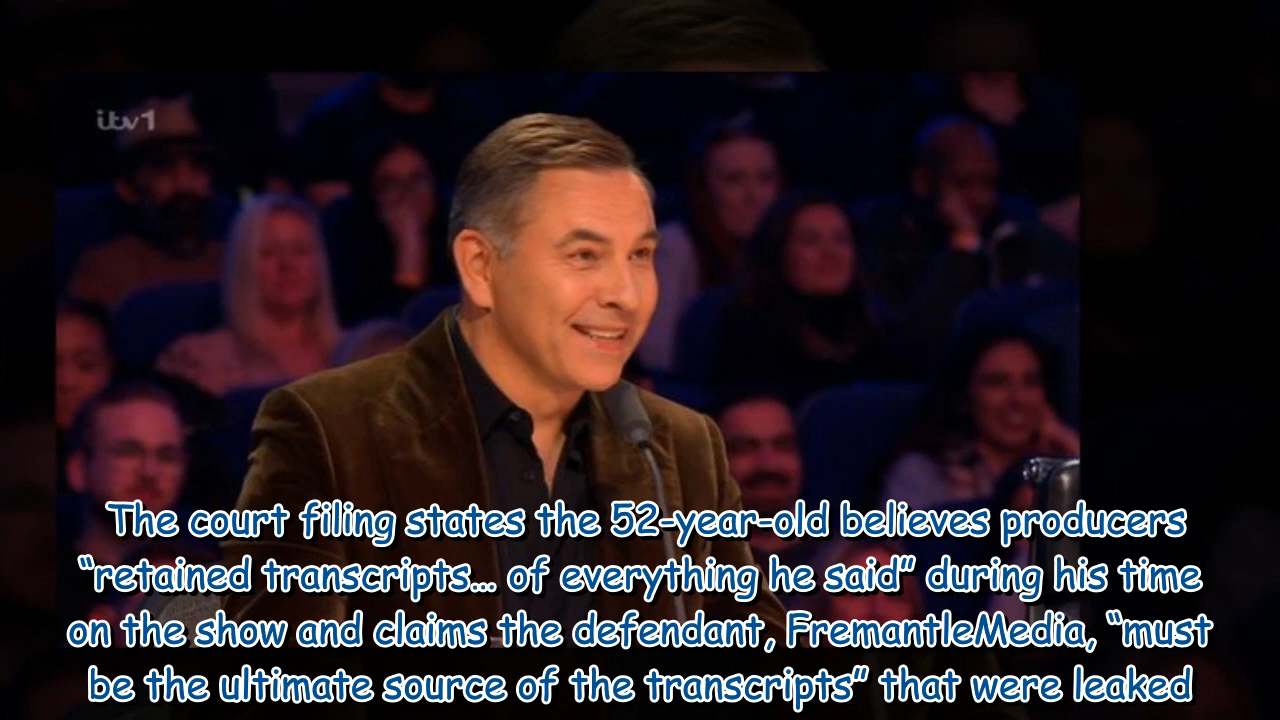 itv1
The court filing states the 52-year-old believes producers
“retained transcripts... of everything he said” during his time
on the show and claims the defendant, FremantleMedia, “must
be the ultimate source of the transcripts” that were leaked